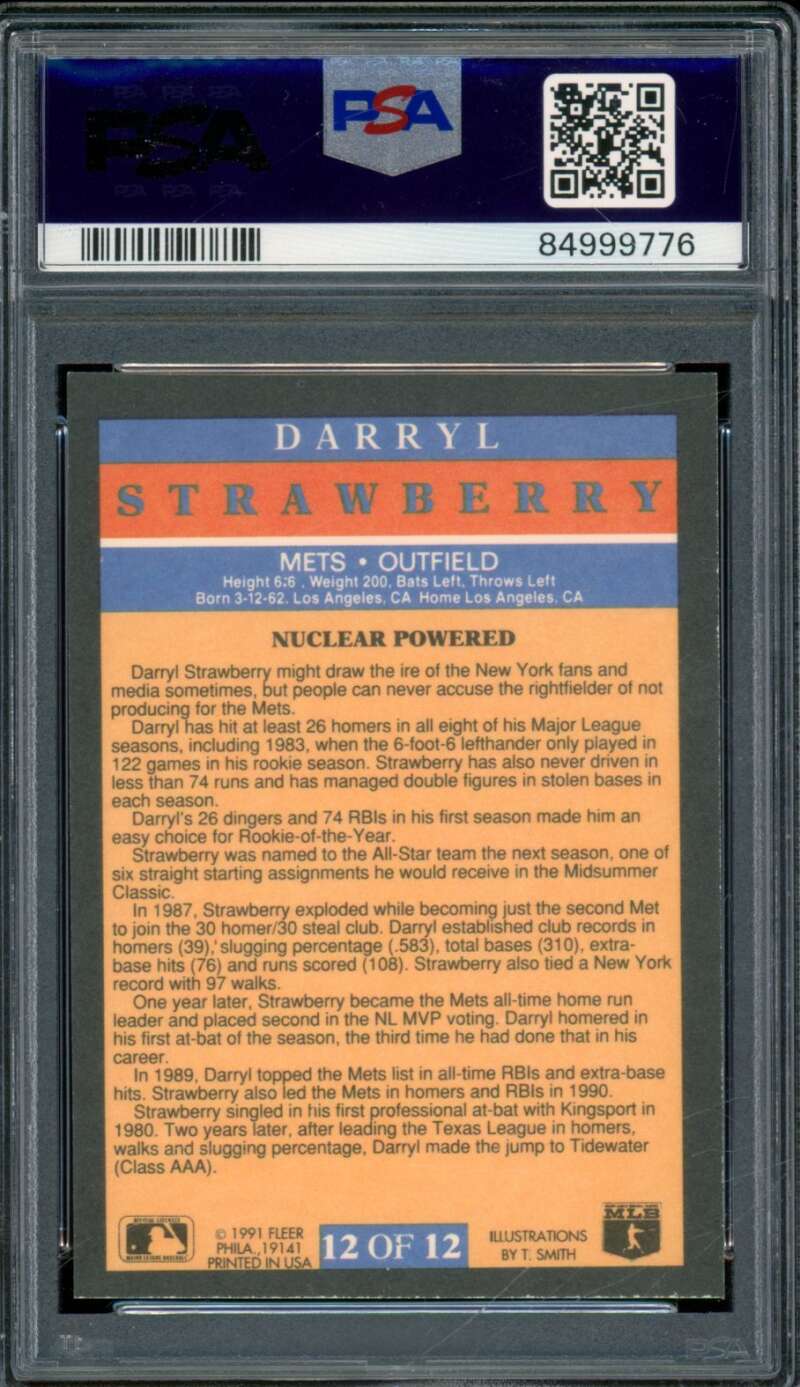 PSA PSA PSA
PSA
PSA PSA PSA
PSA
84999776
DARRYL
STRAWBERRY
METS • OUTFIELD
Height 6:6 , Weight 200, Bats Left, Throws Left
Born 3-12-62. Los Angeles, CA Home Los Angeles, CA
NUCLEAR POWERED
Darryl Strawberry might draw the ire of the New York fans and
media sometimes, but people can never accuse the rightfielder of not
producing for the Mets.
Darryl has hit at least 26 homers in all eight of his Major League
seasons, including 1983, when the 6-foot-6 lefthander only played in
122 games in his rookie season. Strawberry has also never driven in
less than 74 runs and has managed double figures in stolen bases in
each season.
Darryl's 26 dingers and 74 RBIs in his first season made him an
easy choice for Rookie-of-the-Year.
Strawberry was named to the All-Star team the next season, one of
six straight starting assignments he would receive in the Midsummer
Classic.
In 1987, Strawberry exploded while becoming just the second Met
to join the 30 homer/30 steal club. Darryl established club records in
homers (39), slugging percentage (.583), total bases (310), extra-
base hits (76) and runs scored (108). Strawberry also tied a New York
record with 97 walks.
One year later, Strawberry became the Mets all-time home run
leader and placed second in the NL MVP voting. Darryl homered in
his first at-bat of the season, the third time he had done that in his
career.
In 1989, Darryl topped the Mets list in all-time RBIs and extra-base
hits. Strawberry also led the Mets in homers and RBIs in 1990.
Strawberry singled in his first professional at-bat with Kingsport in
1980. Two years later, after leading the Texas League in homers,
walks and slugging percentage, Darryl made the jump to Tidewater
(Class AAA).
OFFICIAL LICENSEE
MAJOR LEAGUE BASEBALL
© 1991 FLEER
PHILA., 19141
PRINTED IN USA
12 OF 12
ILLUSTRATIONS
BY T. SMITH
MLB
PSA